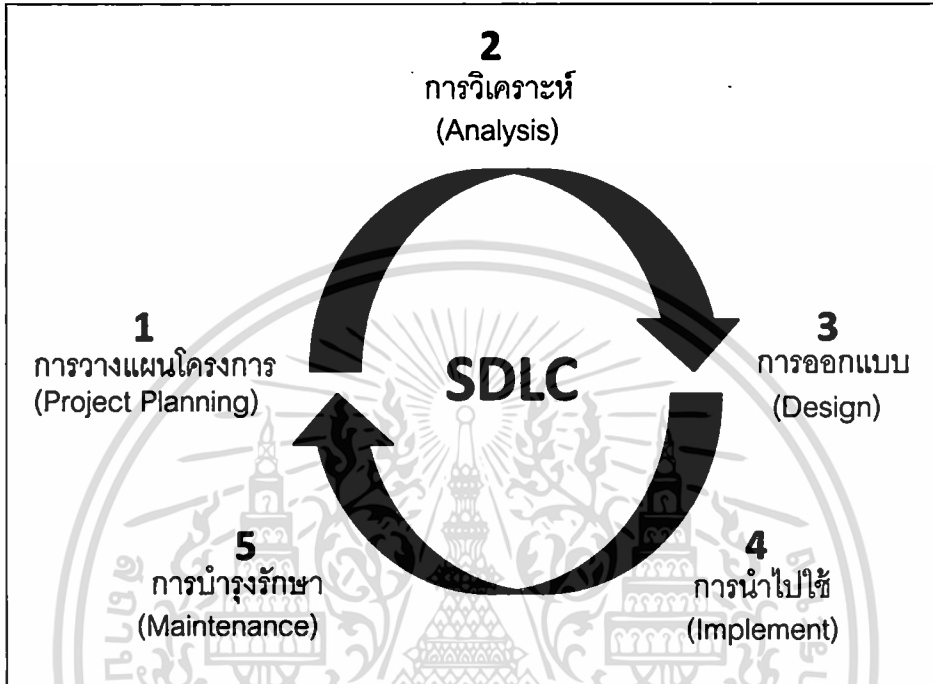 2
การวิเคราะห์
(Analysis)
1
การวางแผนโครงการ
(Project Planning)
SDLC
3
การออกแบบ
(Design)
5
การบำรุงรักษา
(Maintenance)
4
การนำไปใช้
(Implement)